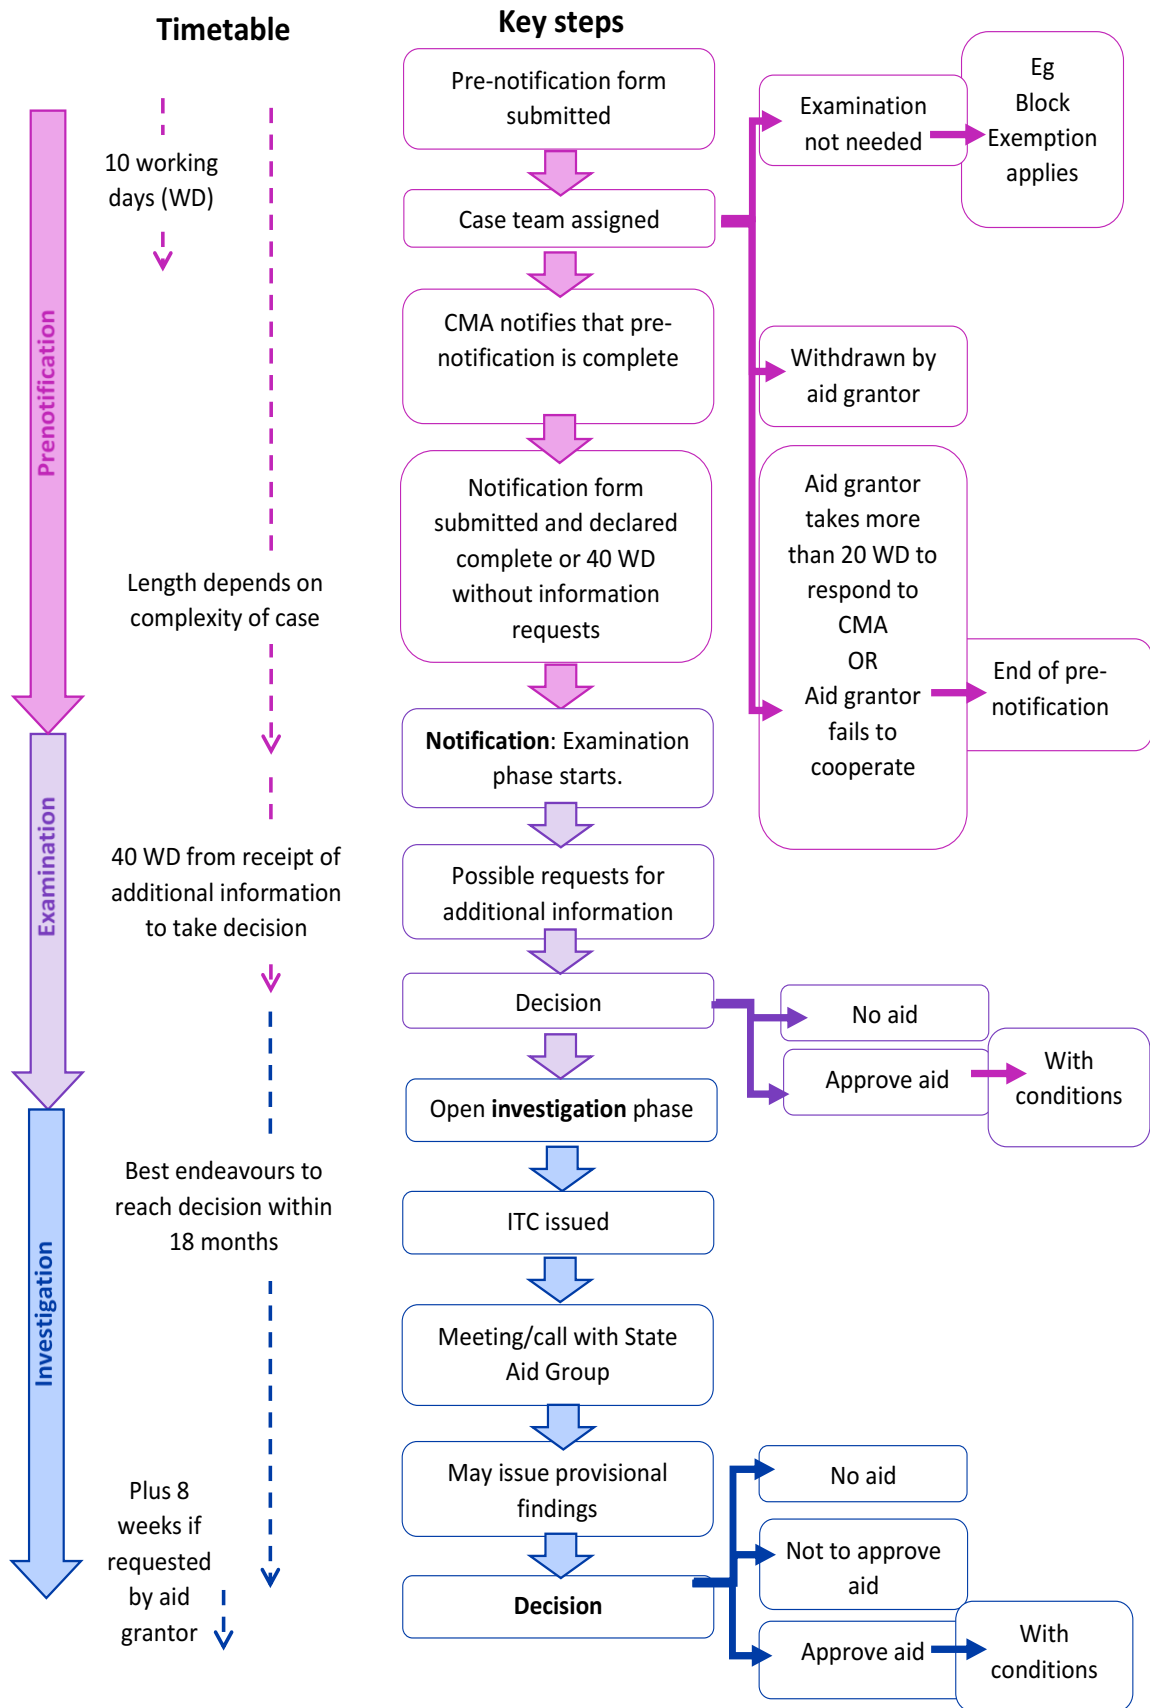 Timetable
Key steps
Prenotification
Examination
Investigation
10 working
days (WD)
Length depends on
complexity of case
40 WD from receipt of
additional information
to take decision
Best endeavours to
reach decision within
18 months
Plus 8
weeks if
requested
by aid
grantor
Pre-notification form
submitted
Case team assigned
CMA notifies that pre-
notification is complete
Notification form
submitted and declared
complete or 40 WD
without information
requests
Notification: Examination
phase starts.
Possible requests for
additional information
Decision
Open investigation phase
ITC issued
Meeting/call with State
Aid Group
May issue provisional
findings
Decision
Examination
not needed
Eg
Block
Exemption
applies
Withdrawn by
aid grantor
Aid grantor
takes more
than 20 WD to
respond to
CMA
OR
Aid grantor
fails to
cooperate
End of pre-
notification
No aid
Approve aid
With
conditions
No aid
Not to approve
aid
Approve aid
With
conditions